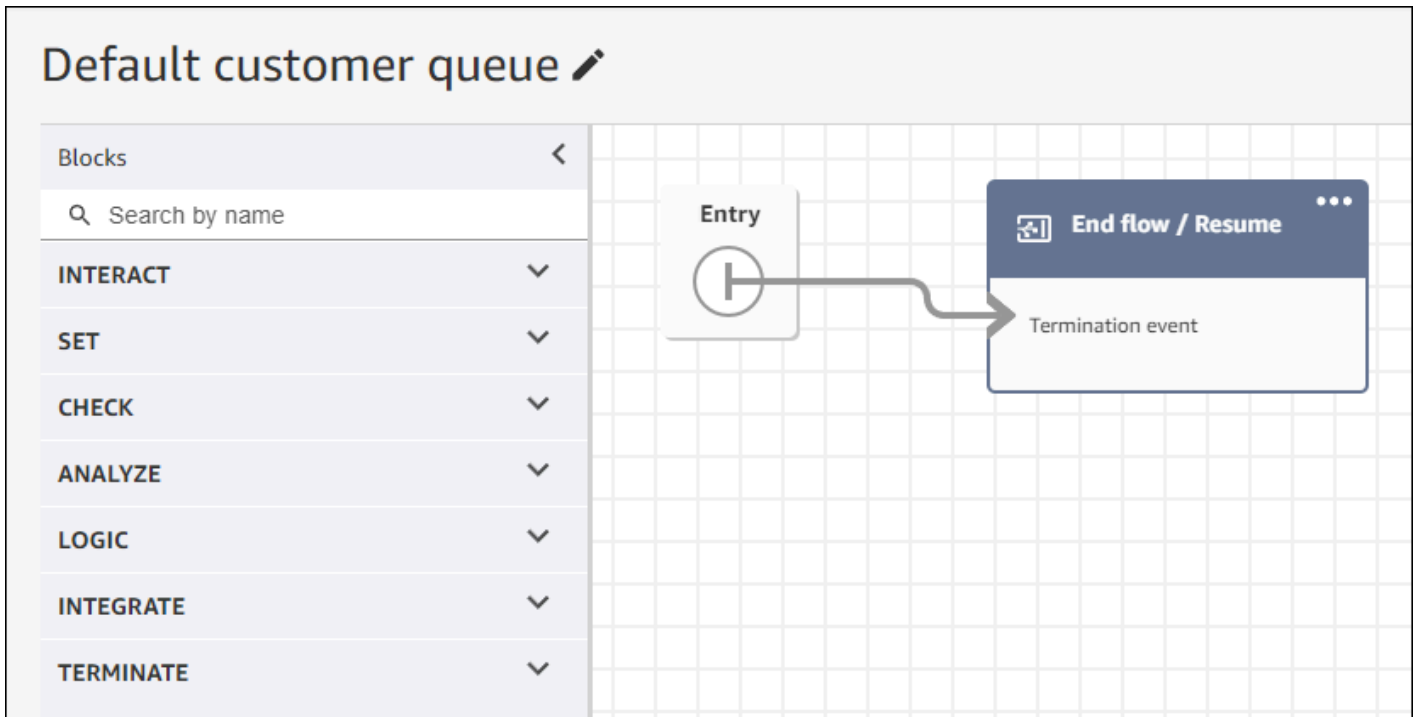 Default customer queue
Blocks
Search by name
INTERACT
SET
CHECK
ANALYZE
LOGIC
INTEGRATE
TERMINATE
Entry
End flow / Resume
Termination event